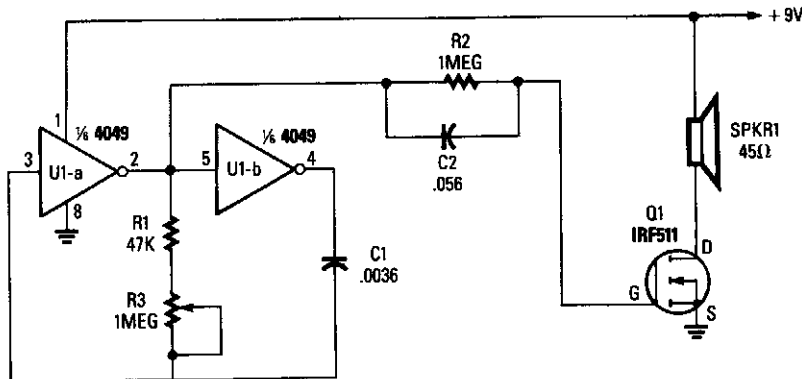 + 9V
R2
1MEG
1
⅙ 4049
⅙ 4049
3
U1-a
2
5
U1-b
4
C2
.056
SPKR1
45Ω
8
R1
47K
C1
.0036
Q1
IRF511
D
G
S
R3
1MEG